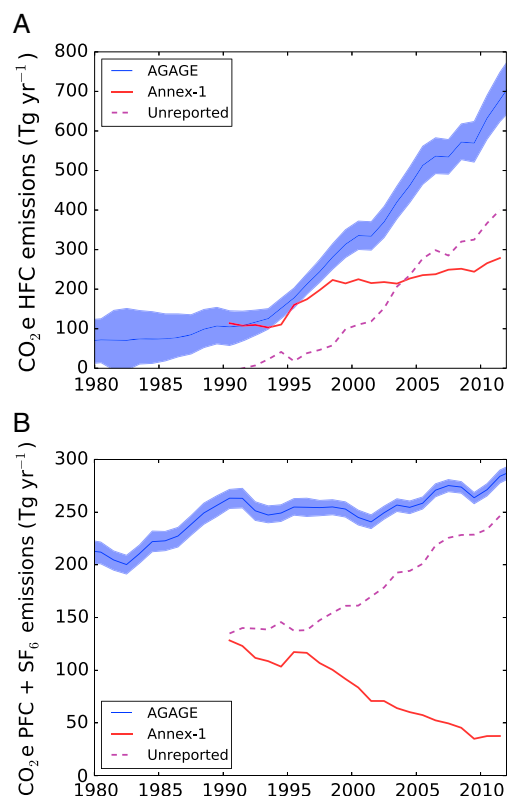 A
CO₂e HFC emissions (Tg yr⁻¹)
800
700
600
500
400
300
200
100
0
AGAGE
Annex-1
Unreported
1980 1985 1990 1995 2000 2005 2010
B
CO₂e PFC + SF₆ emissions (Tg yr⁻¹)
300
250
200
150
100
50
0
AGAGE
Annex-1
Unreported
1980 1985 1990 1995 2000 2005 2010